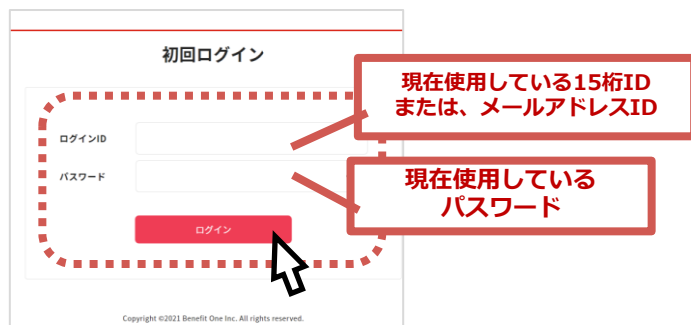 初回ログイン
現在使用している15桁ID
または、メールアドレスID
ログインID
パスワード
現在使用している
パスワード
ログイン
Copyright ©2021 Benefit One Inc. All rights reserved.